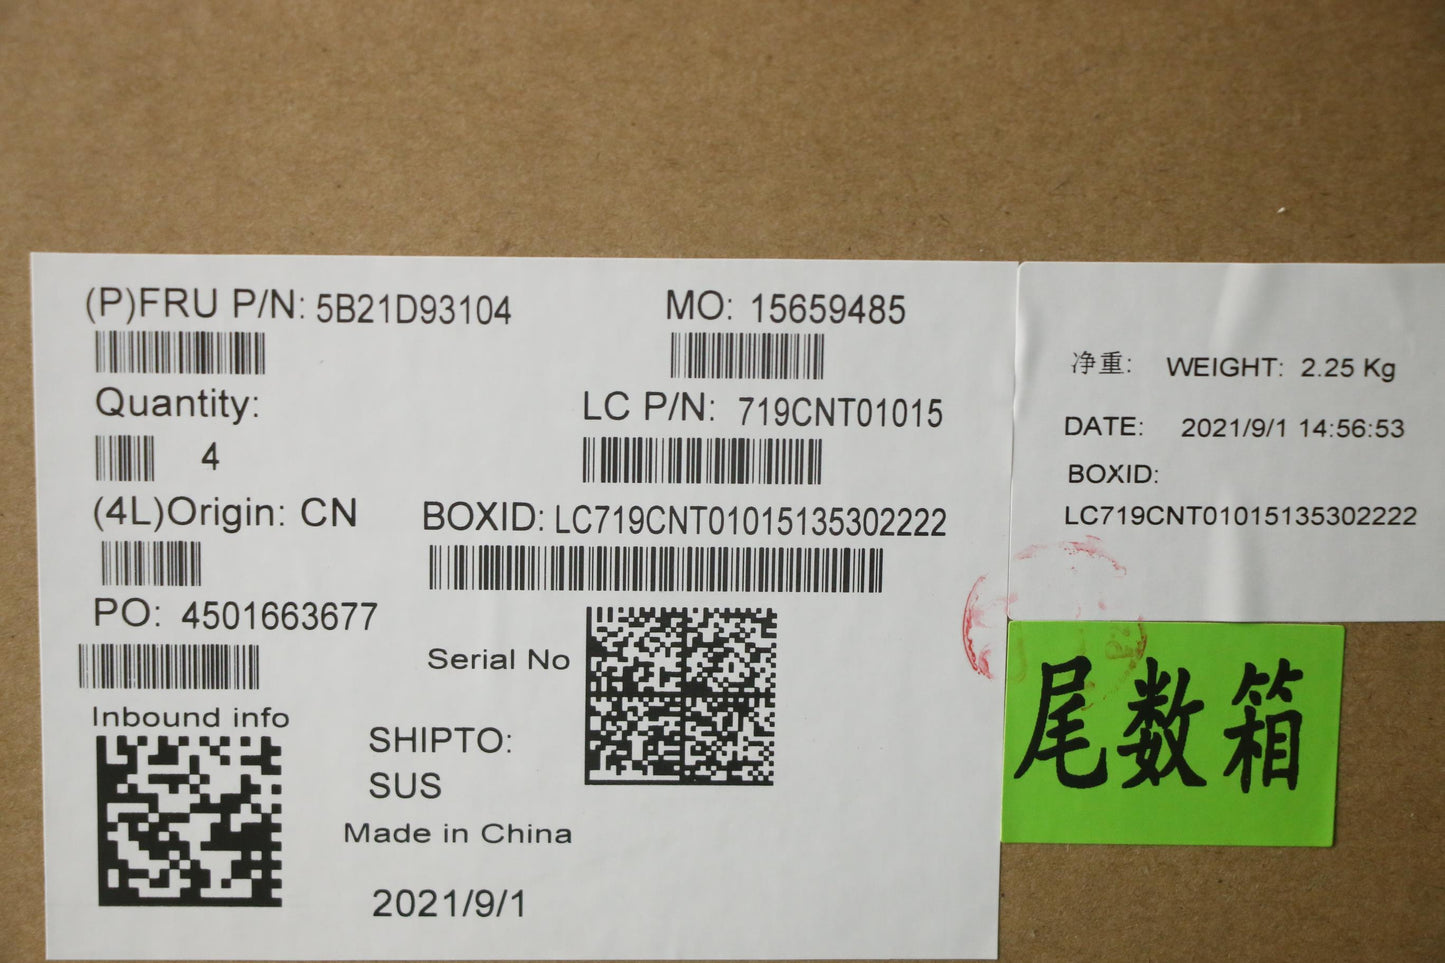 (P)FRU P/N: 5B21D93104
MO: 15659485
Quantity:
4
LC P/N: 719CNT01015
(4L)Origin: CN
BOXID: LC719CNT01015135302222
PO: 4501663677
Serial No
Inbound info
SHIPTO:
SUS
Made in China
2021/9/1
净重: WEIGHT: 2.25 Kg
DATE: 2021/9/1 14:56:53
BOXID:
LC719CNT01015135302222
尾数箱